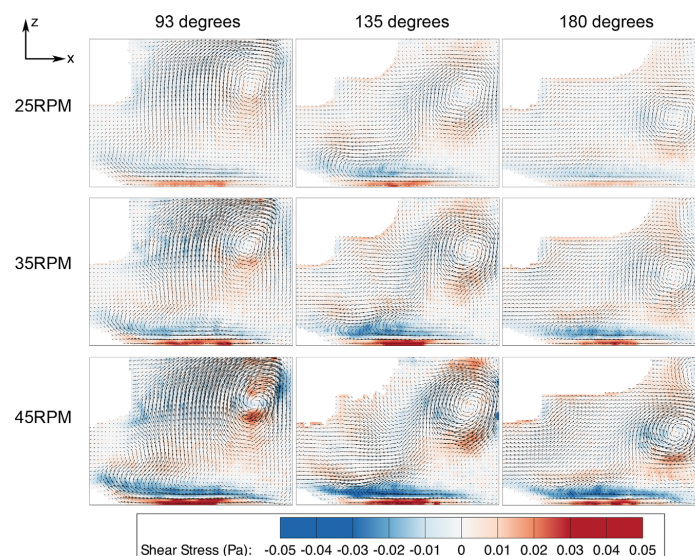 z
x
93 degrees 135 degrees 180 degrees
25RPM
35RPM
45RPM
Shear Stress (Pa): -0.05 -0.04 -0.03 -0.02 -0.01 0 0.01 0.02 0.03 0.04 0.05